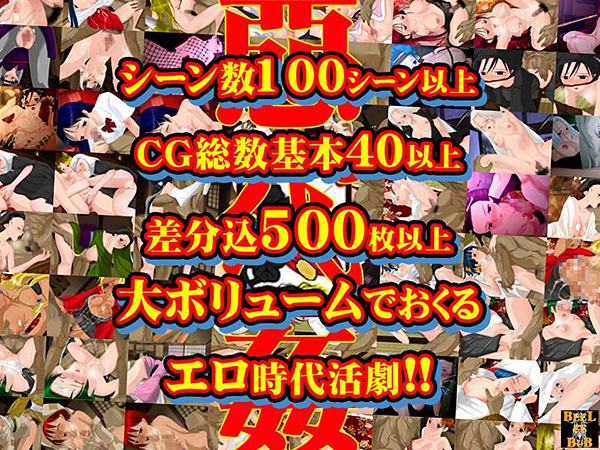 シーン数100シーン以上
CG総数基本40以上
差分込500枚以上
大ボリュームでおくる
エロ時代活劇!!
BEEL
BUB